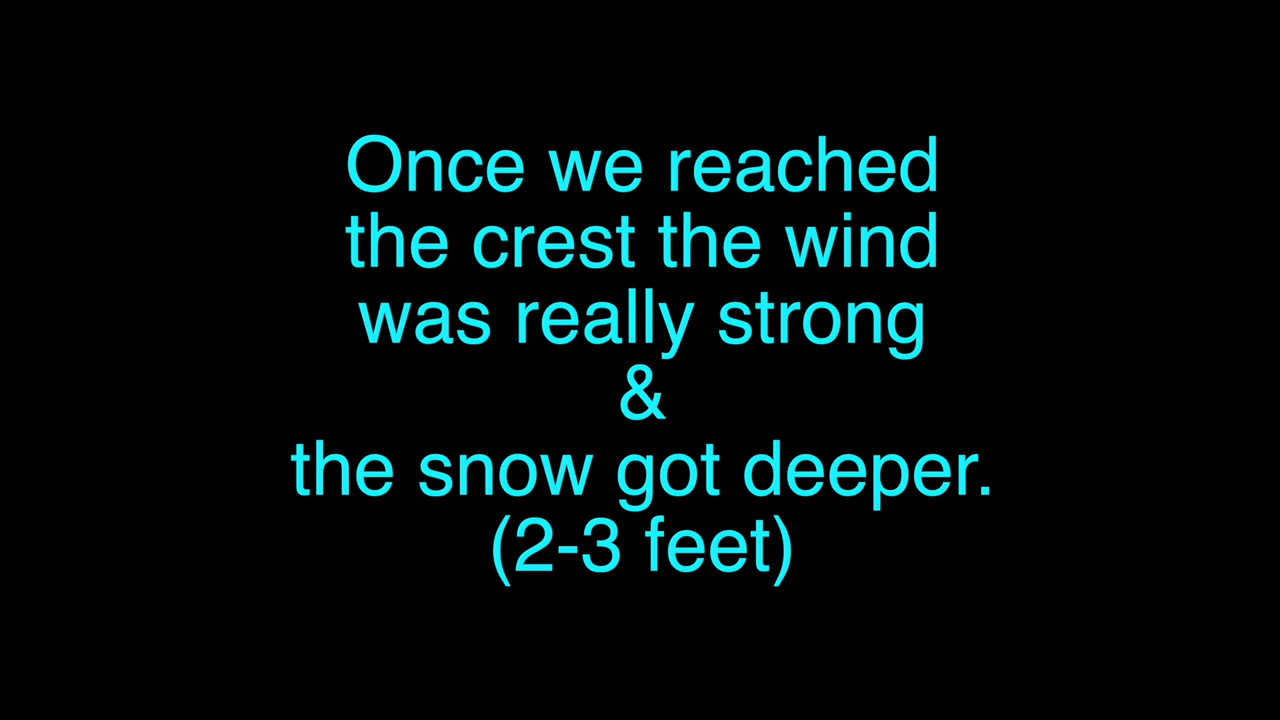 Once we reached
the crest the wind
was really strong
&
the snow got deeper.
(2-3 feet)